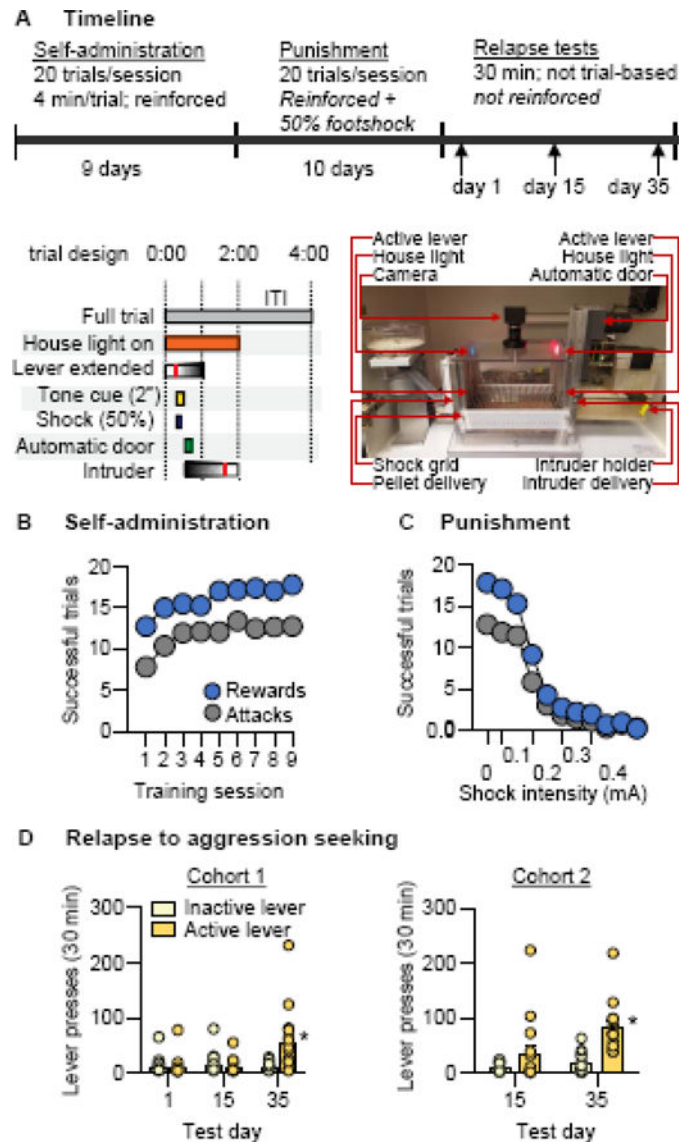 A Timeline
Self-administration
20 trials/session
4 min/trial; reinforced
Punishment
20 trials/session
Reinforced +
50% footshock
Relapse tests
30 min; not trial-based
not reinforced
9 days
10 days
day 1
day 15
day 35
trial design 0:00 2:00 4:00
ITI
Full trial
House light on
Lever extended
Tone cue (2")
Shock (50%)
Automatic door
Intruder
Active lever
House light
Camera
Active lever
House light
Automatic door
Shock grid
Pellet delivery
Intruder holder
Intruder delivery
B Self-administration
Successful trials
20
15
10
5
0
Rewards
Attacks
1 2 3 4 5 6 7 8 9
Training session
C Punishment
Successful trials
20
15
10
5
0.0
0.1 0.3
0 0.2 0.4
Shock intensity (mA)
D Relapse to aggression seeking
Cohort 1
Lever presses (30 min)
300
200
100
0
Inactive lever
Active lever
*
1 15 35
Test day
Cohort 2
Lever presses (30 min)
300
200
100
0
*
15 35
Test day